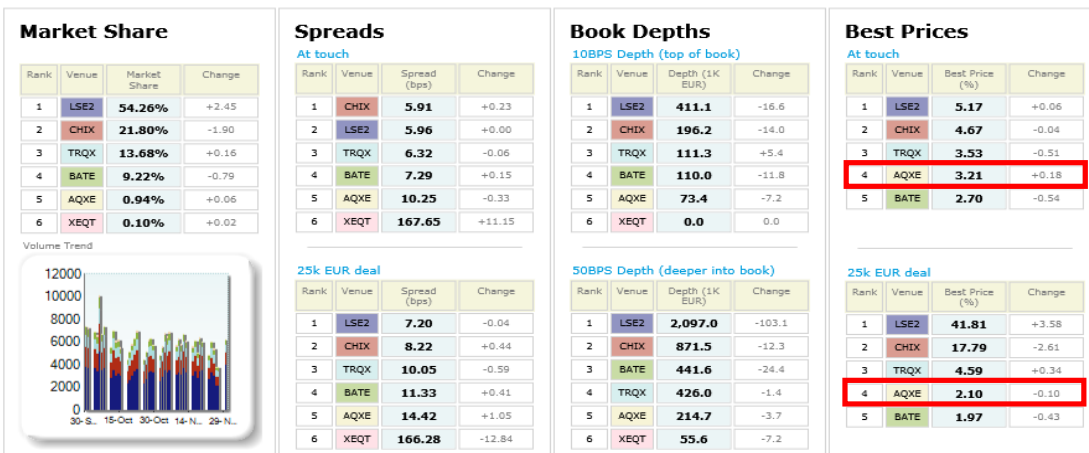 Market Share
Rank Venue Market Share Change
1 LSE2 54.26% +2.45
2 CHIX 21.80% -1.90
3 TRQX 13.68% +0.16
4 BATE 9.22% -0.79
5 AQXE 0.94% +0.06
6 XEQT 0.10% +0.02
Volume Trend
12000
10000
8000
6000
4000
2000
0
30-S... 15-Oct 30-Oct 14-N... 29-N...
Spreads
At touch
Rank Venue Spread (bps) Change
1 CHIX 5.91 +0.23
2 LSE2 5.96 +0.00
3 TRQX 6.32 -0.06
4 BATE 7.29 +0.15
5 AQXE 10.25 -0.33
6 XEQT 167.65 +11.15
25k EUR deal
Rank Venue Spread (bps) Change
1 LSE2 7.20 -0.04
2 CHIX 8.22 +0.44
3 TRQX 10.05 -0.59
4 BATE 11.33 +0.41
5 AQXE 14.42 +1.05
6 XEQT 166.28 -12.84
Book Depths
10BPS Depth (top of book)
Rank Venue Depth (1K EUR) Change
1 LSE2 411.1 -16.6
2 CHIX 196.2 -14.0
3 TRQX 111.3 +5.4
4 BATE 110.0 -11.8
5 AQXE 73.4 -7.2
6 XEQT 0.0 0.0
50BPS Depth (deeper into book)
Rank Venue Depth (1K EUR) Change
1 LSE2 2,097.0 -103.1
2 CHIX 871.5 -12.3
3 BATE 441.6 -24.4
4 TRQX 426.0 -1.4
5 AQXE 214.7 -3.7
6 XEQT 55.6 -7.2
Best Prices
At touch
Rank Venue Best Price (%) Change
1 LSE2 5.17 +0.06
2 CHIX 4.67 -0.04
3 TRQX 3.53 -0.51
4 AQXE 3.21 +0.18
5 BATE 2.70 -0.54
25k EUR deal
Rank Venue Best Price (%) Change
1 LSE2 41.81 +3.58
2 CHIX 17.79 -2.61
3 TRQX 4.59 +0.34
4 AQXE 2.10 -0.10
5 BATE 1.97 -0.43